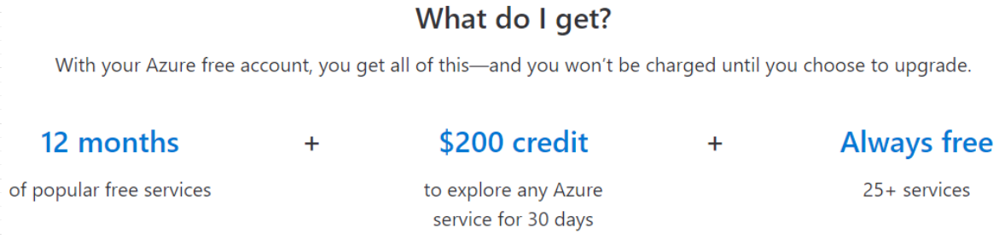 What do I get?
With your Azure free account, you get all of this—and you won't be charged until you choose to upgrade.
12 months + $200 credit + Always free
of popular free services to explore any Azure 25+ services
service for 30 days